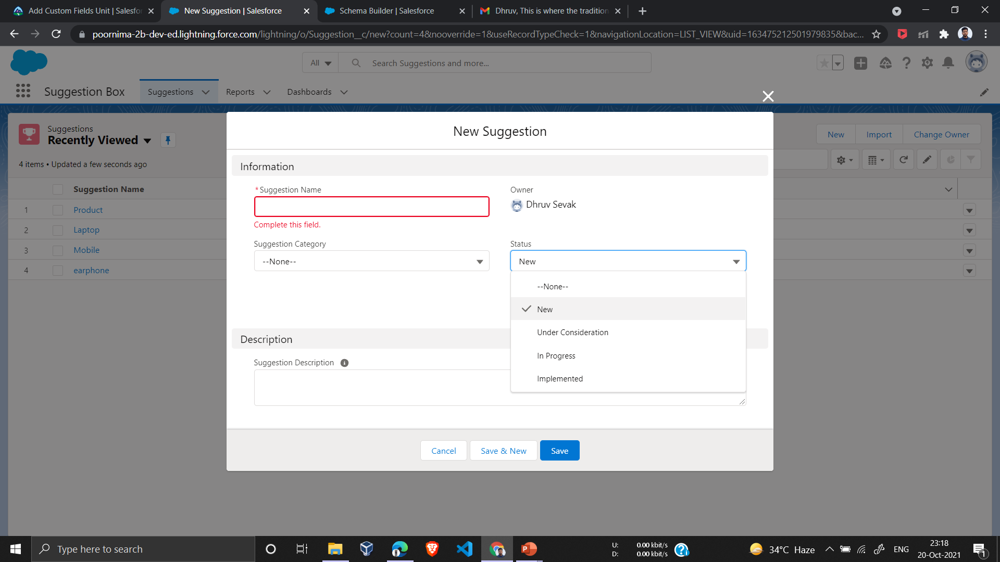 Add Custom Fields Unit | Salesfor
New Suggestion | Salesforce
Schema Builder | Salesforce
Dhruv, This is where the tradition
poornima-2b-dev-ed.lightning.force.com/lightning/o/Suggestion__c/new?count=4&nooverride=1&useRecordTypeCheck=1&navigationLocation=LIST_VIEW&uid=163475212501979835&bac...
All
Search Suggestions and more...
Suggestion Box
Suggestions
Reports
Dashboards
Suggestions
Recently Viewed
New
Import
Change Owner
4 items • Updated a few seconds ago
Suggestion Name
1 Product
2 Laptop
3 Mobile
4 earphone
New Suggestion
Information
*Suggestion Name
Complete this field.
Owner
Dhruv Sevak
Suggestion Category
--None--
Status
New
--None--
New
Under Consideration
In Progress
Implemented
Description
Suggestion Description
Cancel
Save & New
Save
Type here to search
U: 0.00 kbit/s
D: 0.00 kbit/s
34°C Haze
ENG
23:18
20-Oct-2021
1